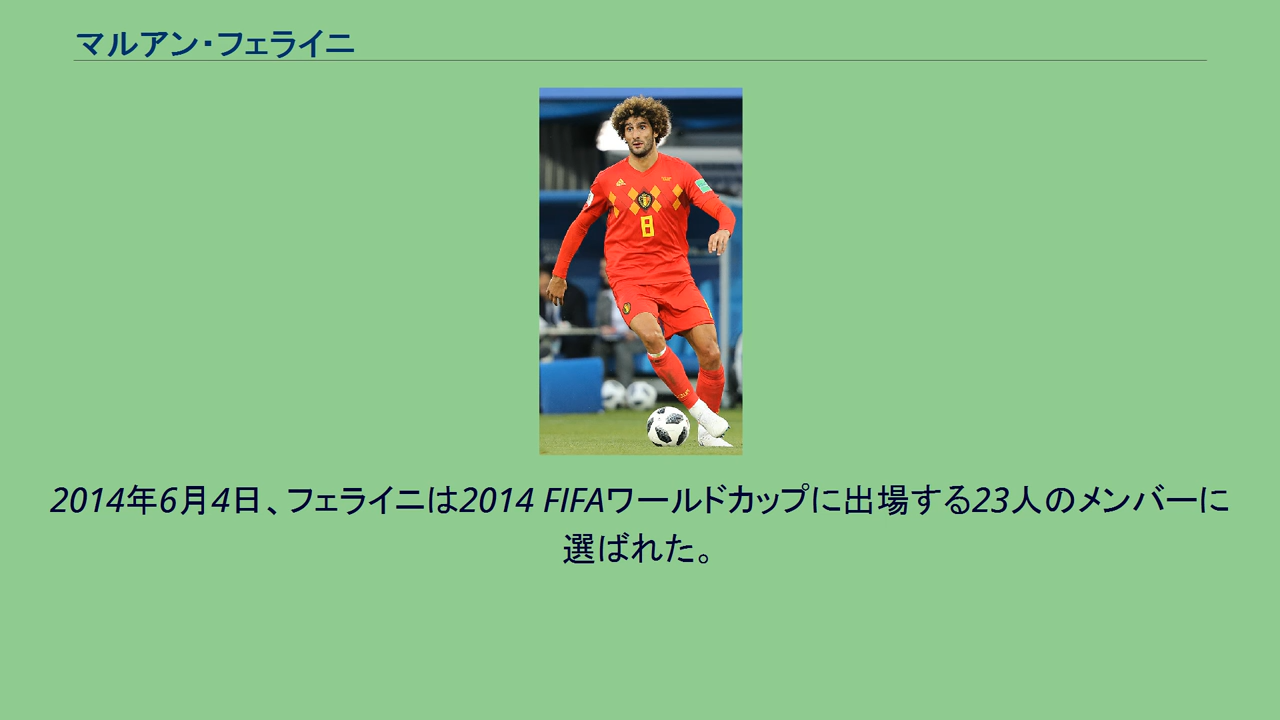 マルアン・フェライニ
8
2014年6月4日、フェライニは2014 FIFAワールドカップに出場する23人のメンバーに
選ばれた。